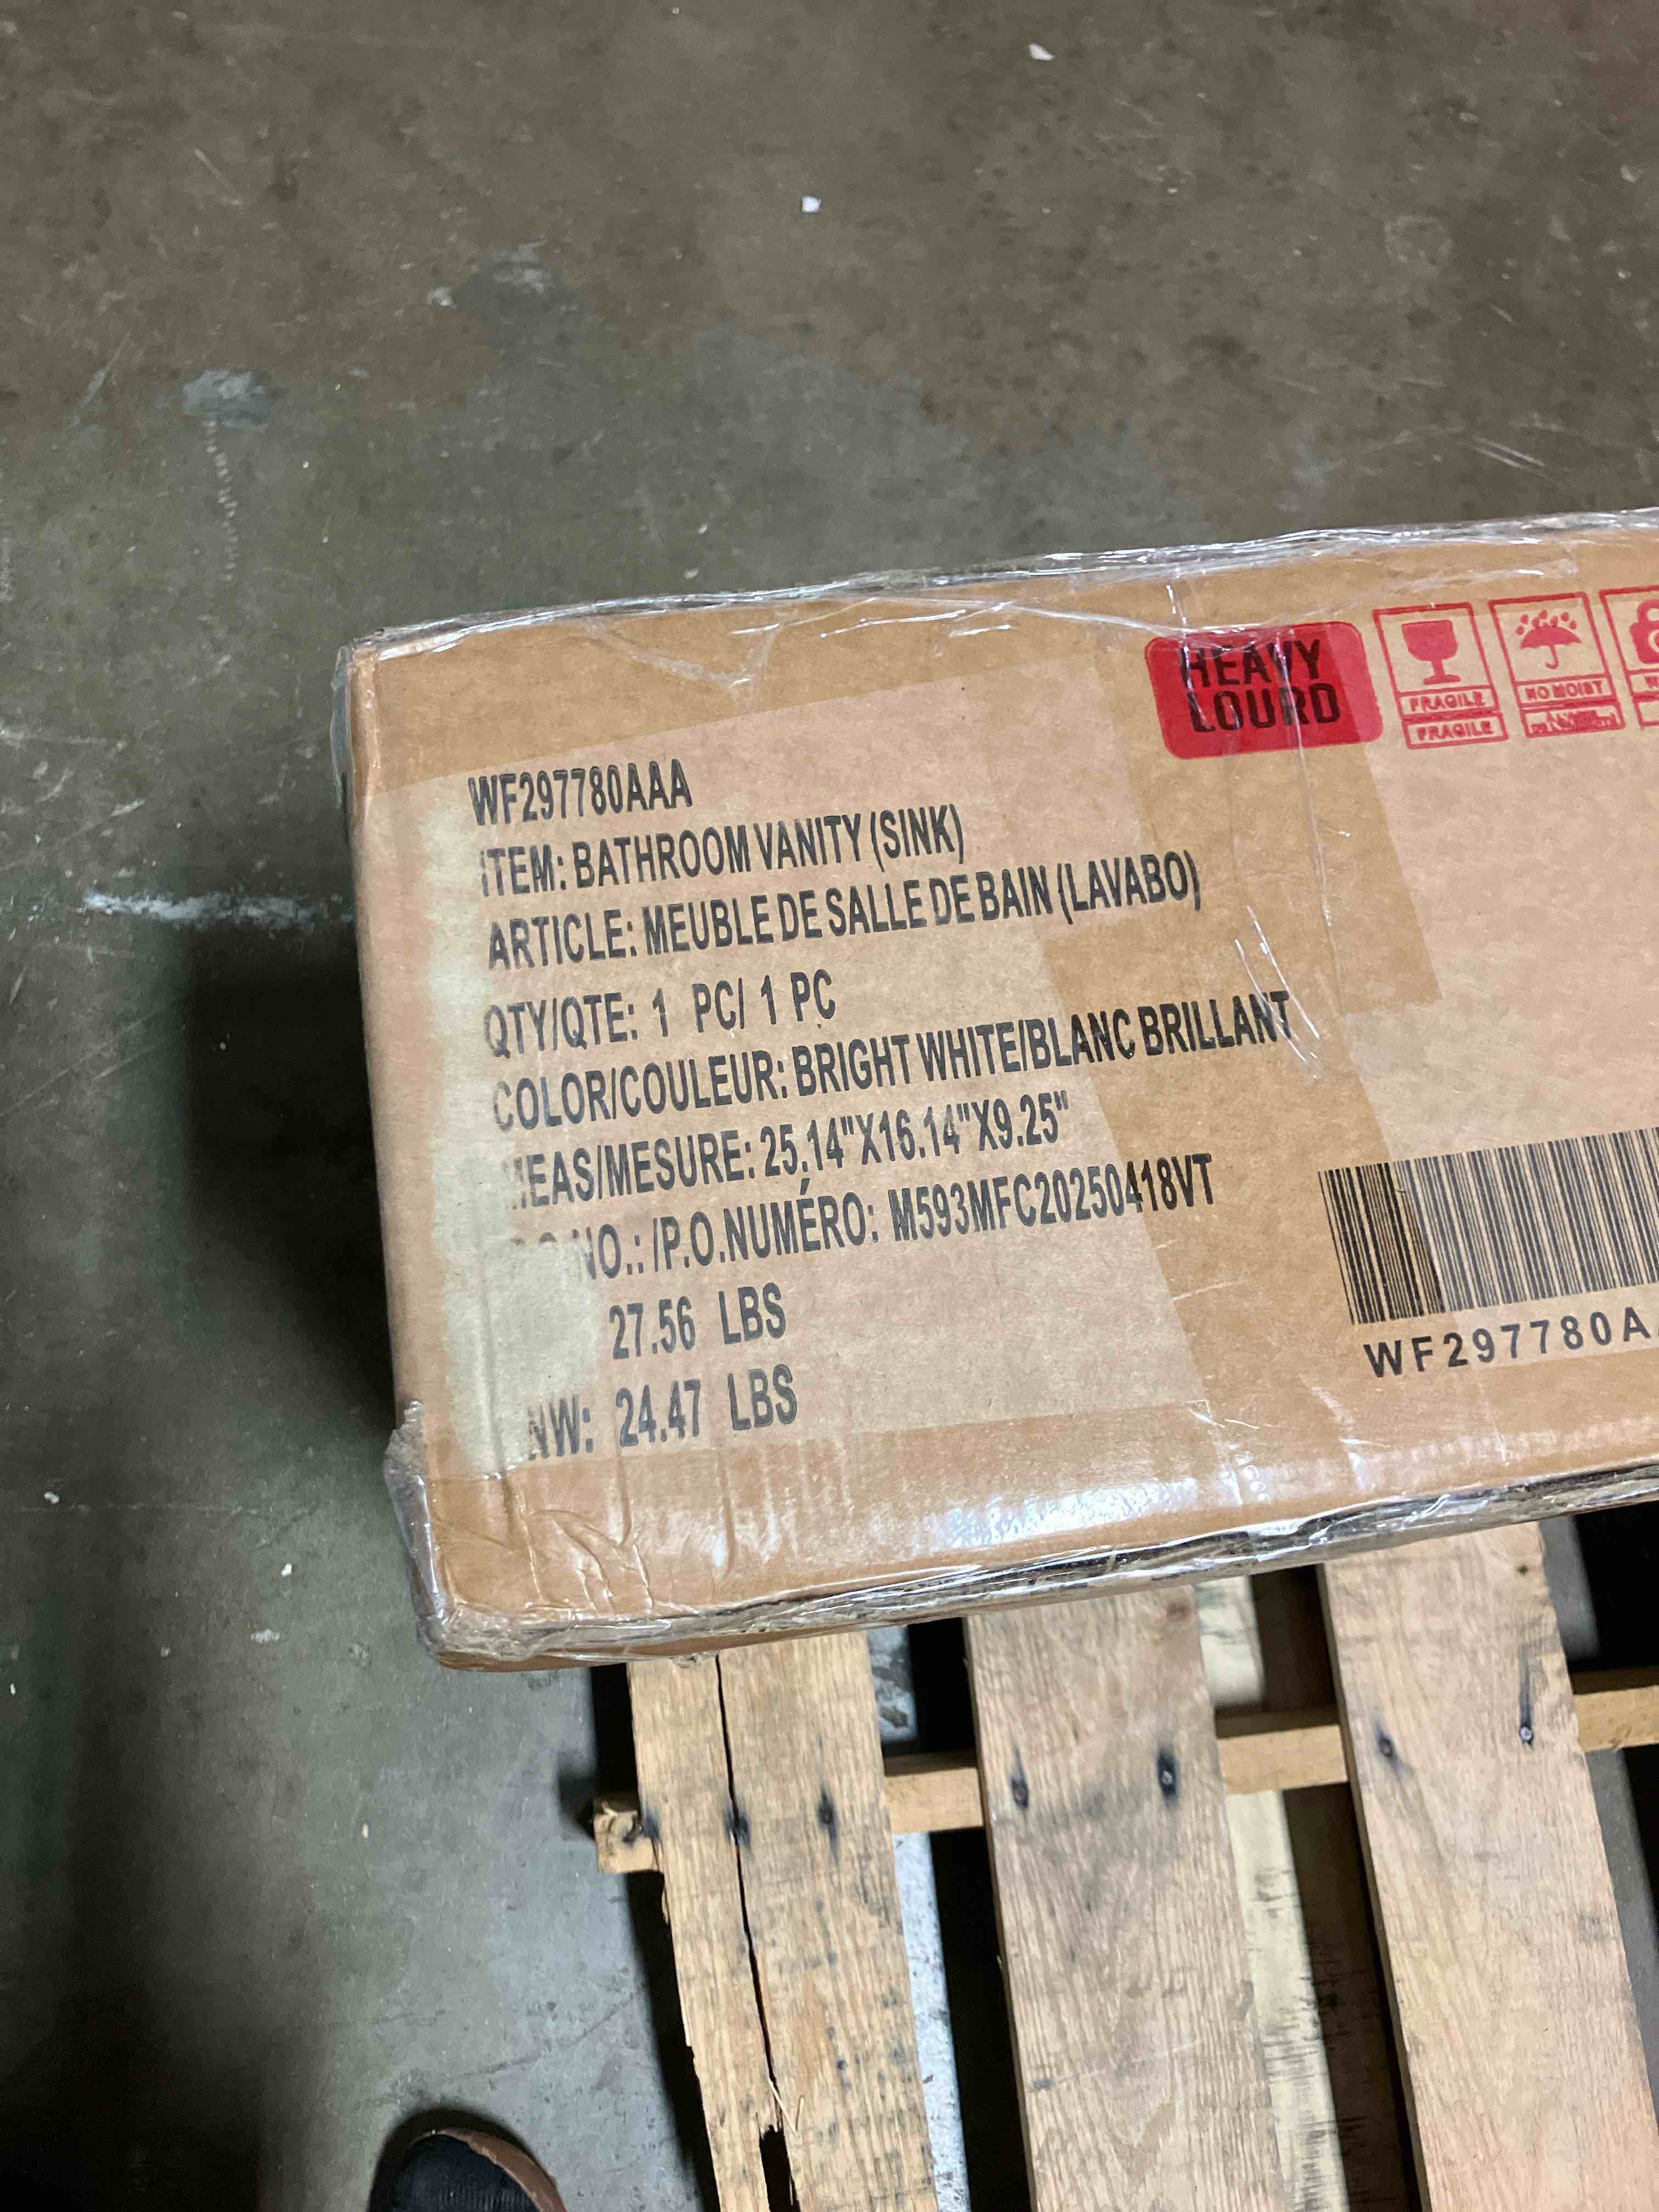 HEAVY
LOURD
FRAGILE
FRAGILE
NO MOIST
WF297780AAA
ITEM: BATHROOM VANITY (SINK)
ARTICLE: MEUBLE DE SALLE DE BAIN (LAVABO)
QTY/QTE: 1 PC/ 1 PC
COLOR/COULEUR: BRIGHT WHITE/BLANC BRILLANT
MEAS/MESURE: 25.14"X16.14"X9.25"
NO.: /P.O.NUMÉRO: M593MFC20250418VT
27.56 LBS
NW: 24.47 LBS
WF297780A